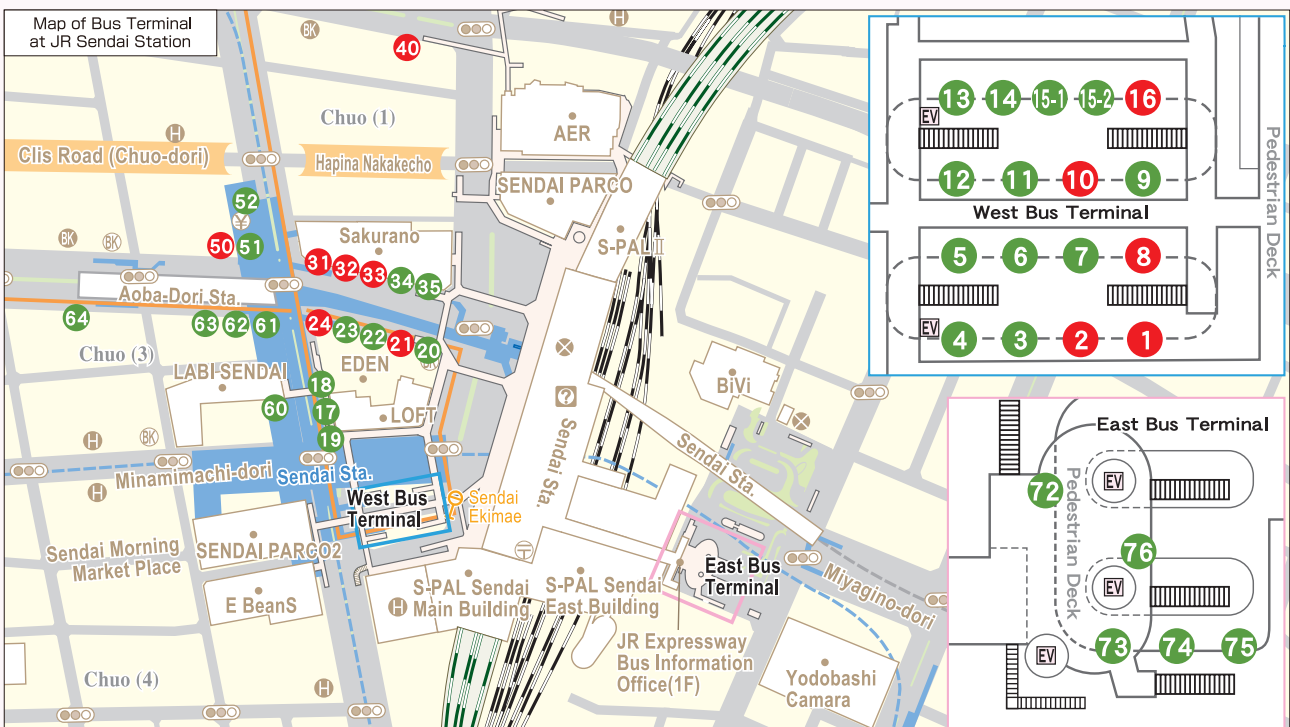 Map of Bus Terminal
at JR Sendai Station
BK
H
40
Chuo (1)
AER
H
Clis Road (Chuo-dori)
Hapina Nakakecho
SENDAI PARCO
52
¥
BK
BK
50
51
Sakurano
S-PAL II
31
32
33
34
35
Aoba-Dori Sta.
64
63
62
61
24
23
22
21
20
BK
Chuo (3)
EDEN
LABI SENDAI
18
BiVi
?
60
17
LOFT
H
BK
19
Sendai Sta.
Sendai Sta.
Minamimachi-dori
Sendai Sta.
H
West Bus
Terminal
Sendai
Ekimae
〒
Sendai Morning
Market Place
SENDAI PARCO2
East Bus
Terminal
Miyagino-dori
E BeanS
H
S-PAL Sendai
Main Building
S-PAL Sendai
East Building
JR Expressway
Bus Information
Office(1F)
Yodobashi
Camara
Chuo (4)
H
13
14
15-1
15-2
16
EV
12
11
10
9
West Bus Terminal
Pedestrian Deck
5
6
7
8
EV
4
3
2
1
East Bus Terminal
72
EV
Pedestrian Deck
76
EV
73
74
75
EV